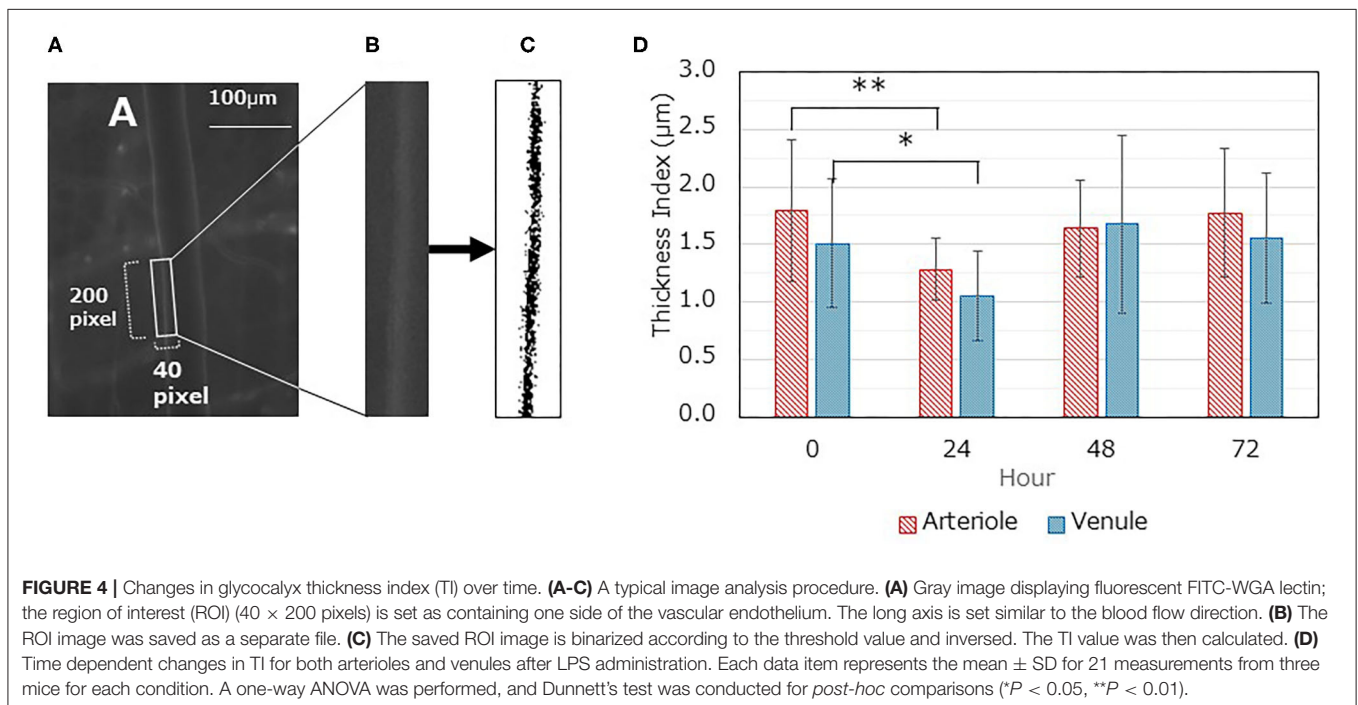 A
B
C
D
A
100µm
200
pixel
40
pixel
Thickness Index (µm)
3.0
2.5
2.0
1.5
1.0
0.5
0.0
**
*
0
24
48
72
Hour
Arteriole
Venule
FIGURE 4 | Changes in glycocalyx thickness index (TI) over time. (A-C) A typical image analysis procedure. (A) Gray image displaying fluorescent FITC-WGA lectin;
the region of interest (ROI) (40 × 200 pixels) is set as containing one side of the vascular endothelium. The long axis is set similar to the blood flow direction. (B) The
ROI image was saved as a separate file. (C) The saved ROI image is binarized according to the threshold value and inversed. The TI value was then calculated. (D)
Time dependent changes in TI for both arterioles and venules after LPS administration. Each data item represents the mean ± SD for 21 measurements from three
mice for each condition. A one-way ANOVA was performed, and Dunnett's test was conducted for post-hoc comparisons (*P < 0.05, **P < 0.01).